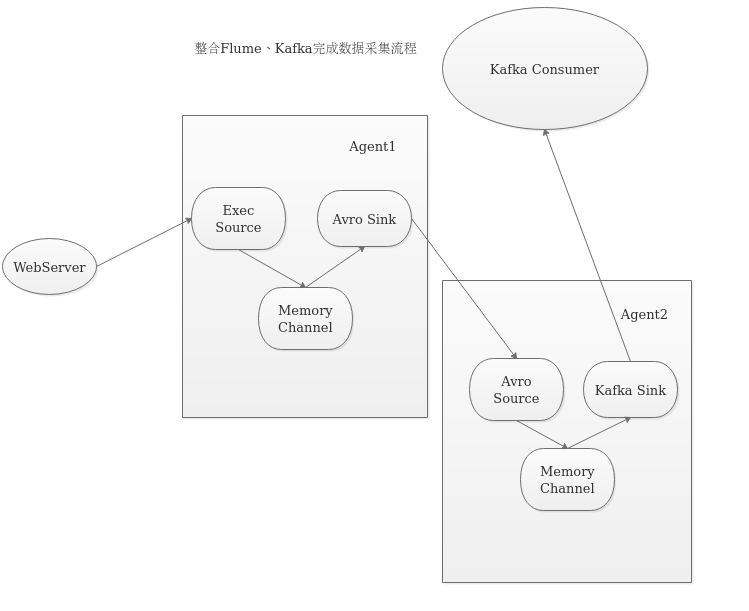 整合Flume、Kafka完成数据采集流程
Kafka Consumer
Agent1
Exec
Source
Avro Sink
WebServer
Memory
Channel
Agent2
Avro
Source
Kafka Sink
Memory
Channel